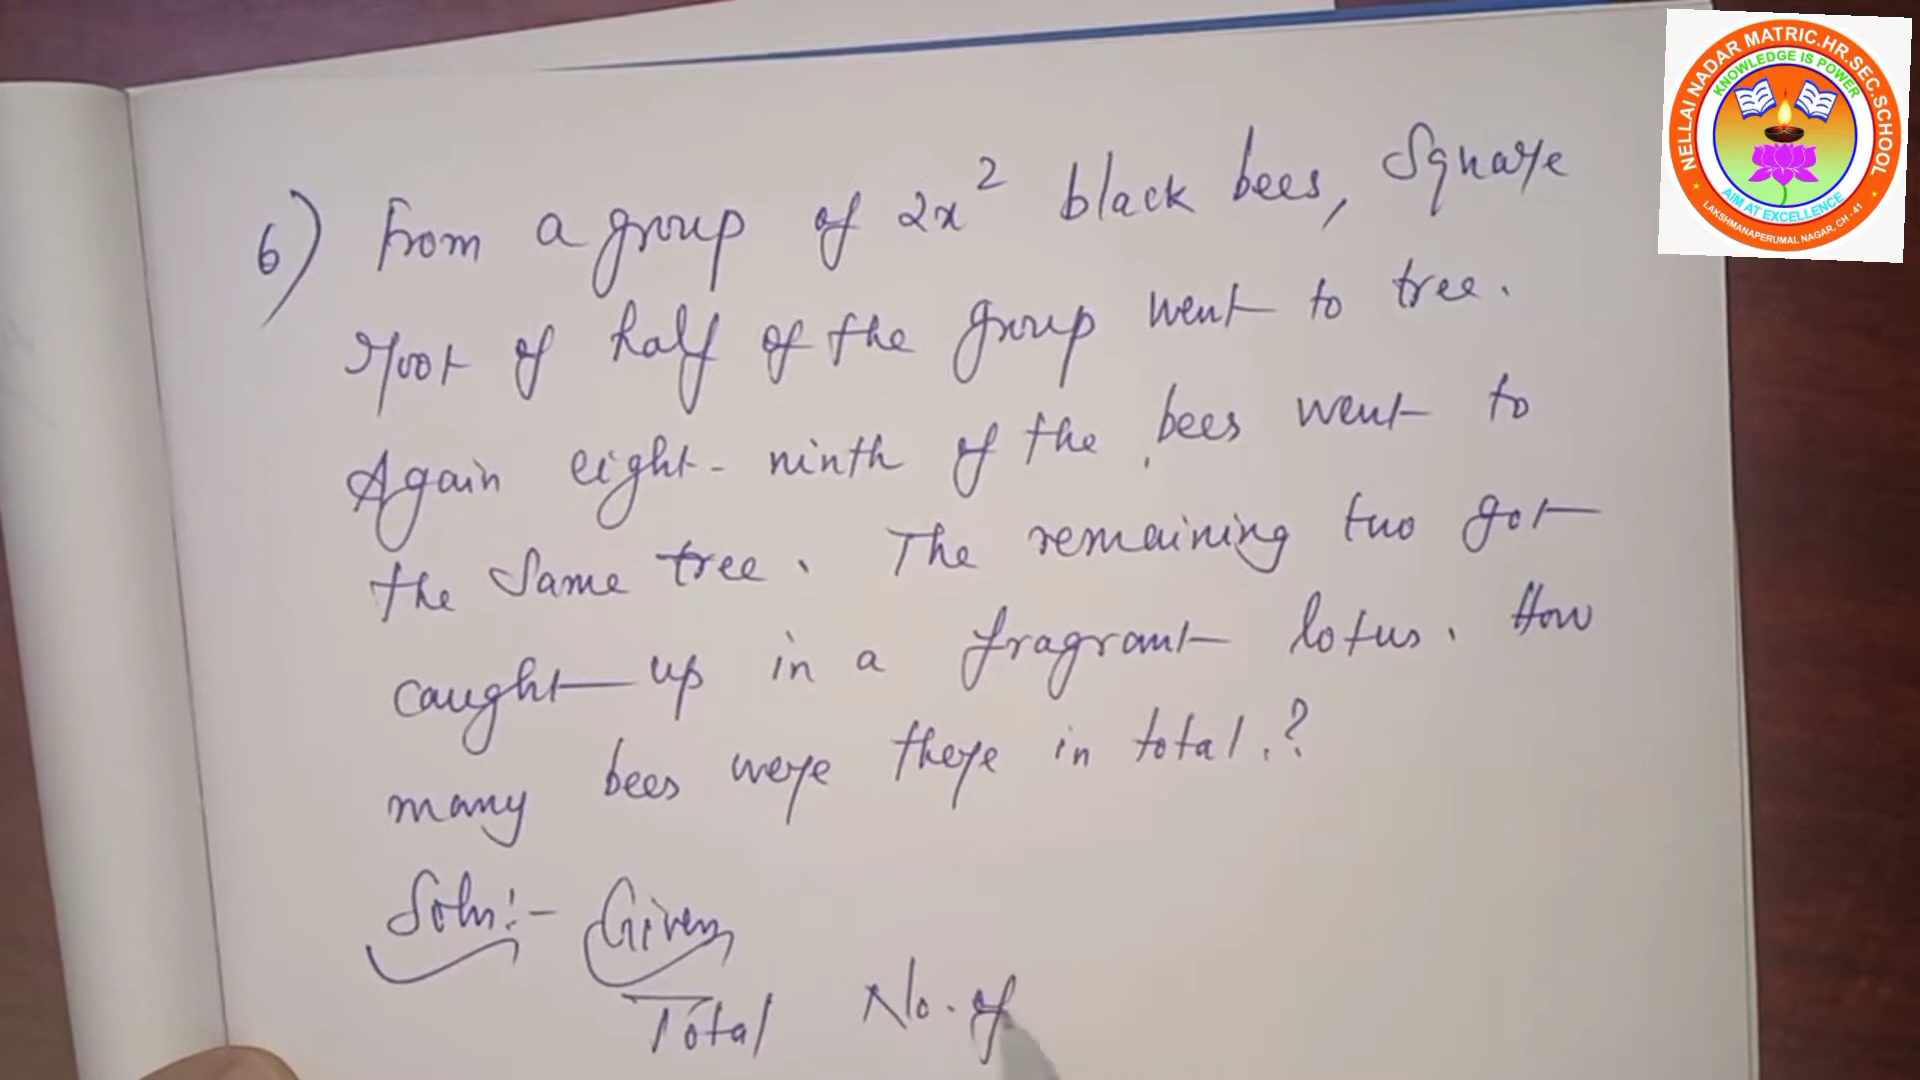 6) From a group of 2x² black bees, Square
root of half of the group went to tree.
Again eight-ninth of the bees went to
the same tree. The remaining two got
caught up in a fragrant lotus. How
many bees were there in total.?
Soln:- Given
Total No. of
NELLAI NADAR MATRIC.HR.SEC.SCHOOL
KNOWLEDGE IS POWER
AIM AT EXCELLENCE
LAKSHMANAPERUMAL NAGAR, CH - 41